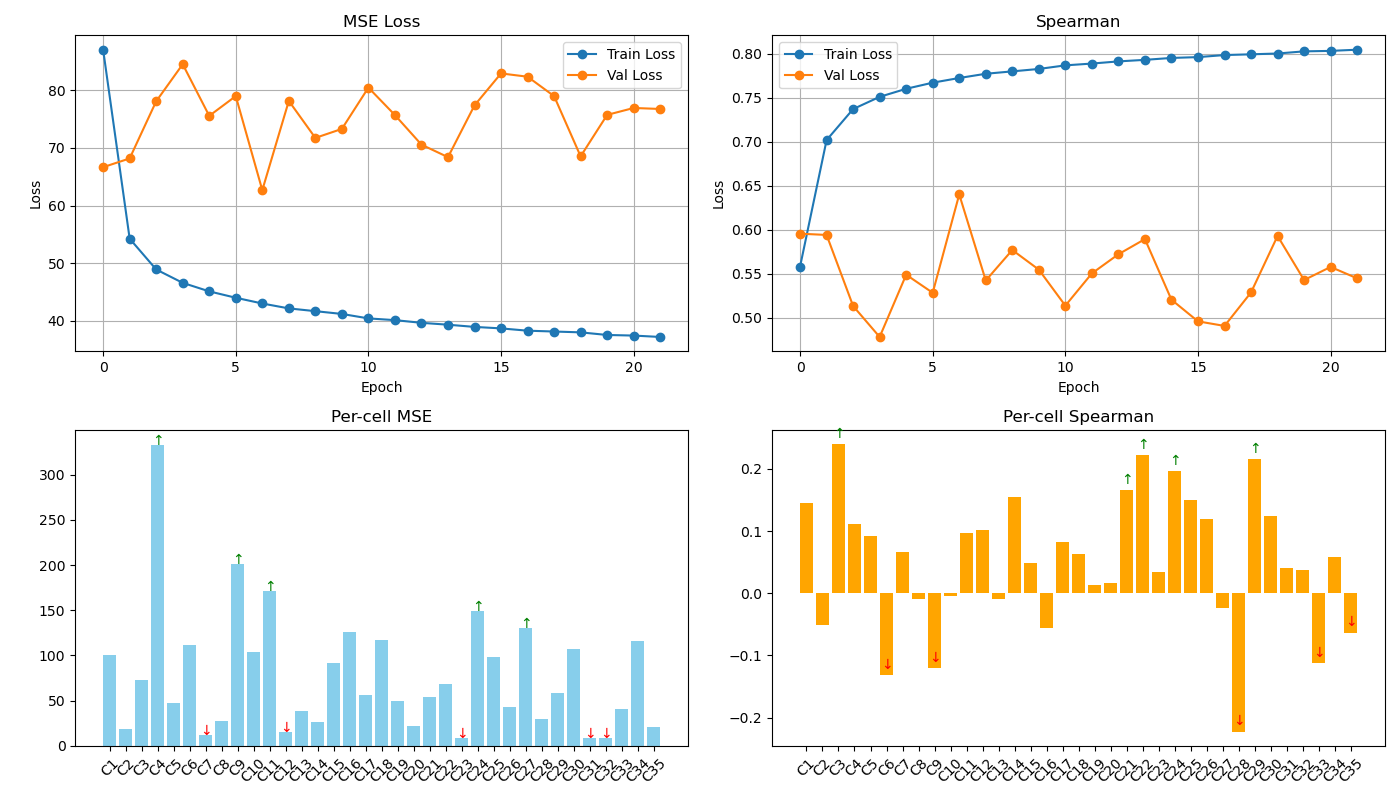 MSE Loss
Loss
80
70
60
50
40
Train Loss
Val Loss
0 5 10 15 20
Epoch
Spearman
Loss
0.80
0.75
0.70
0.65
0.60
0.55
0.50
Train Loss
Val Loss
0 5 10 15 20
Epoch
Per-cell MSE
300
250
200
150
100
50
0
↑ ↑ ↑ ↑ ↑
↓ ↓ ↓ ↓ ↓
C1 C2 C3 C4 C5 C6 C7 C8 C9 C10 C11 C12 C13 C14 C15 C16 C17 C18 C19 C20 C21 C22 C23 C24 C25 C26 C27 C28 C29 C30 C31 C32 C33 C34 C35
Per-cell Spearman
0.2
0.1
0.0
−0.1
−0.2
↑ ↑ ↑ ↑ ↑
↓ ↓ ↓ ↓ ↓
C1 C2 C3 C4 C5 C6 C7 C8 C9 C10 C11 C12 C13 C14 C15 C16 C17 C18 C19 C20 C21 C22 C23 C24 C25 C26 C27 C28 C29 C30 C31 C32 C33 C34 C35